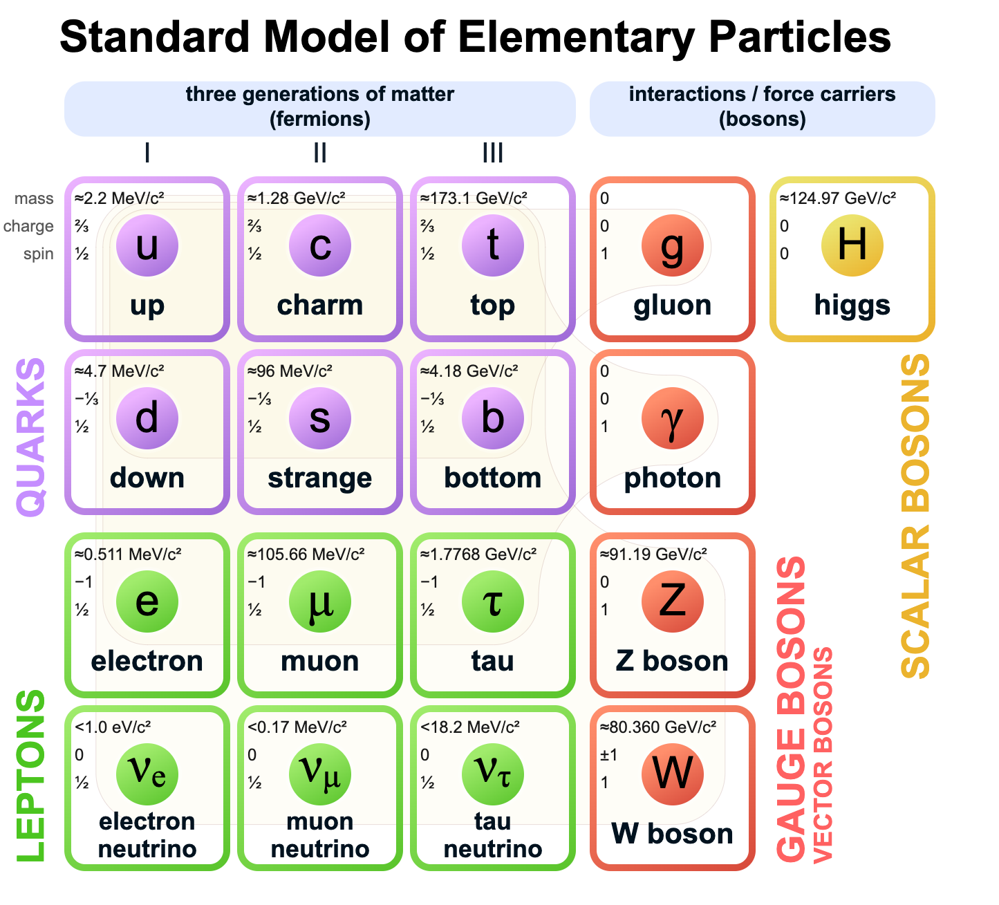 Standard Model of Elementary Particles
three generations of matter
(fermions)
interactions / force carriers
(bosons)
I
II
III
mass
charge
spin
≈2.2 MeV/c²
⅔
½
u
up
≈1.28 GeV/c²
⅔
½
c
charm
≈173.1 GeV/c²
⅔
½
t
top
0
0
1
g
gluon
≈124.97 GeV/c²
0
0
H
higgs
QUARKS
≈4.7 MeV/c²
−⅓
½
d
down
≈96 MeV/c²
−⅓
½
s
strange
≈4.18 GeV/c²
−⅓
½
b
bottom
0
0
1
γ
photon
SCALAR BOSONS
≈0.511 MeV/c²
−1
½
e
electron
≈105.66 MeV/c²
−1
½
μ
muon
≈1.7768 GeV/c²
−1
½
τ
tau
≈91.19 GeV/c²
0
1
Z
Z boson
GAUGE BOSONS
VECTOR BOSONS
LEPTONS
<1.0 eV/c²
0
½
νe
electron
neutrino
<0.17 MeV/c²
0
½
νμ
muon
neutrino
<18.2 MeV/c²
0
½
ντ
tau
neutrino
≈80.360 GeV/c²
±1
1
W
W boson